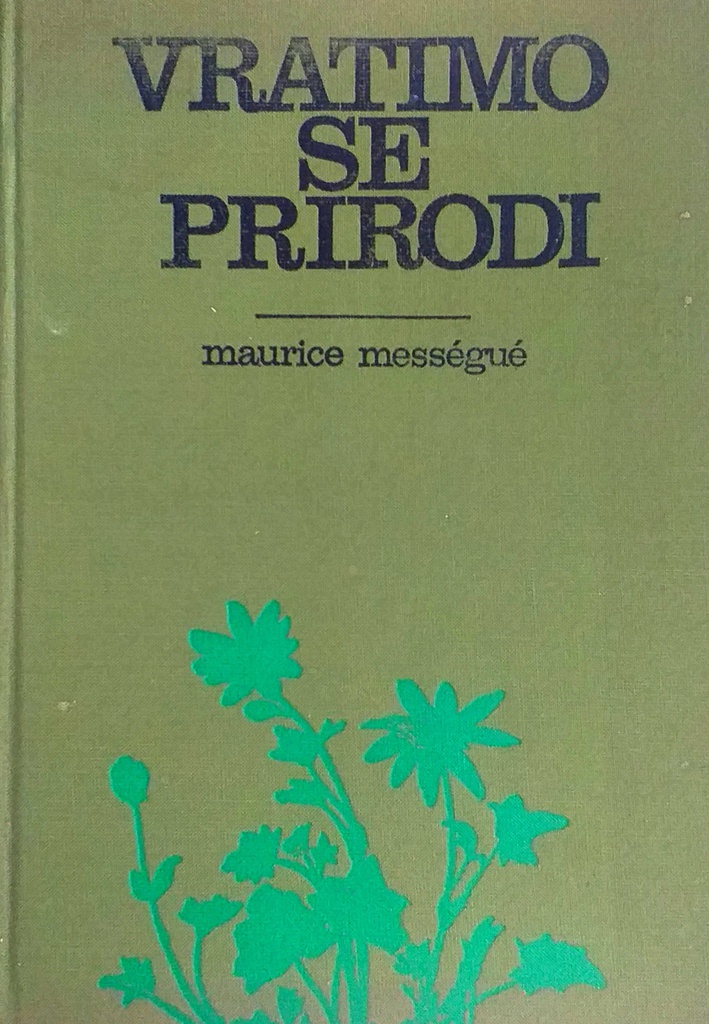 VRATIMO
SE
PRIRODI
maurice mességué